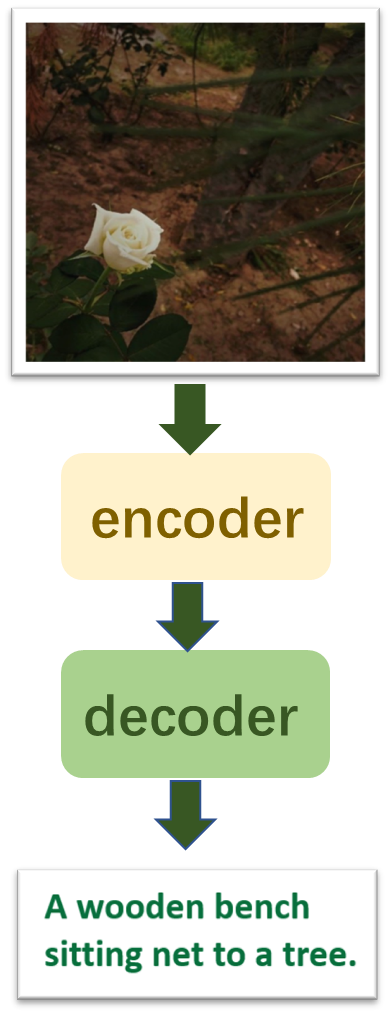 encoder
decoder
A wooden bench
sitting net to a tree.